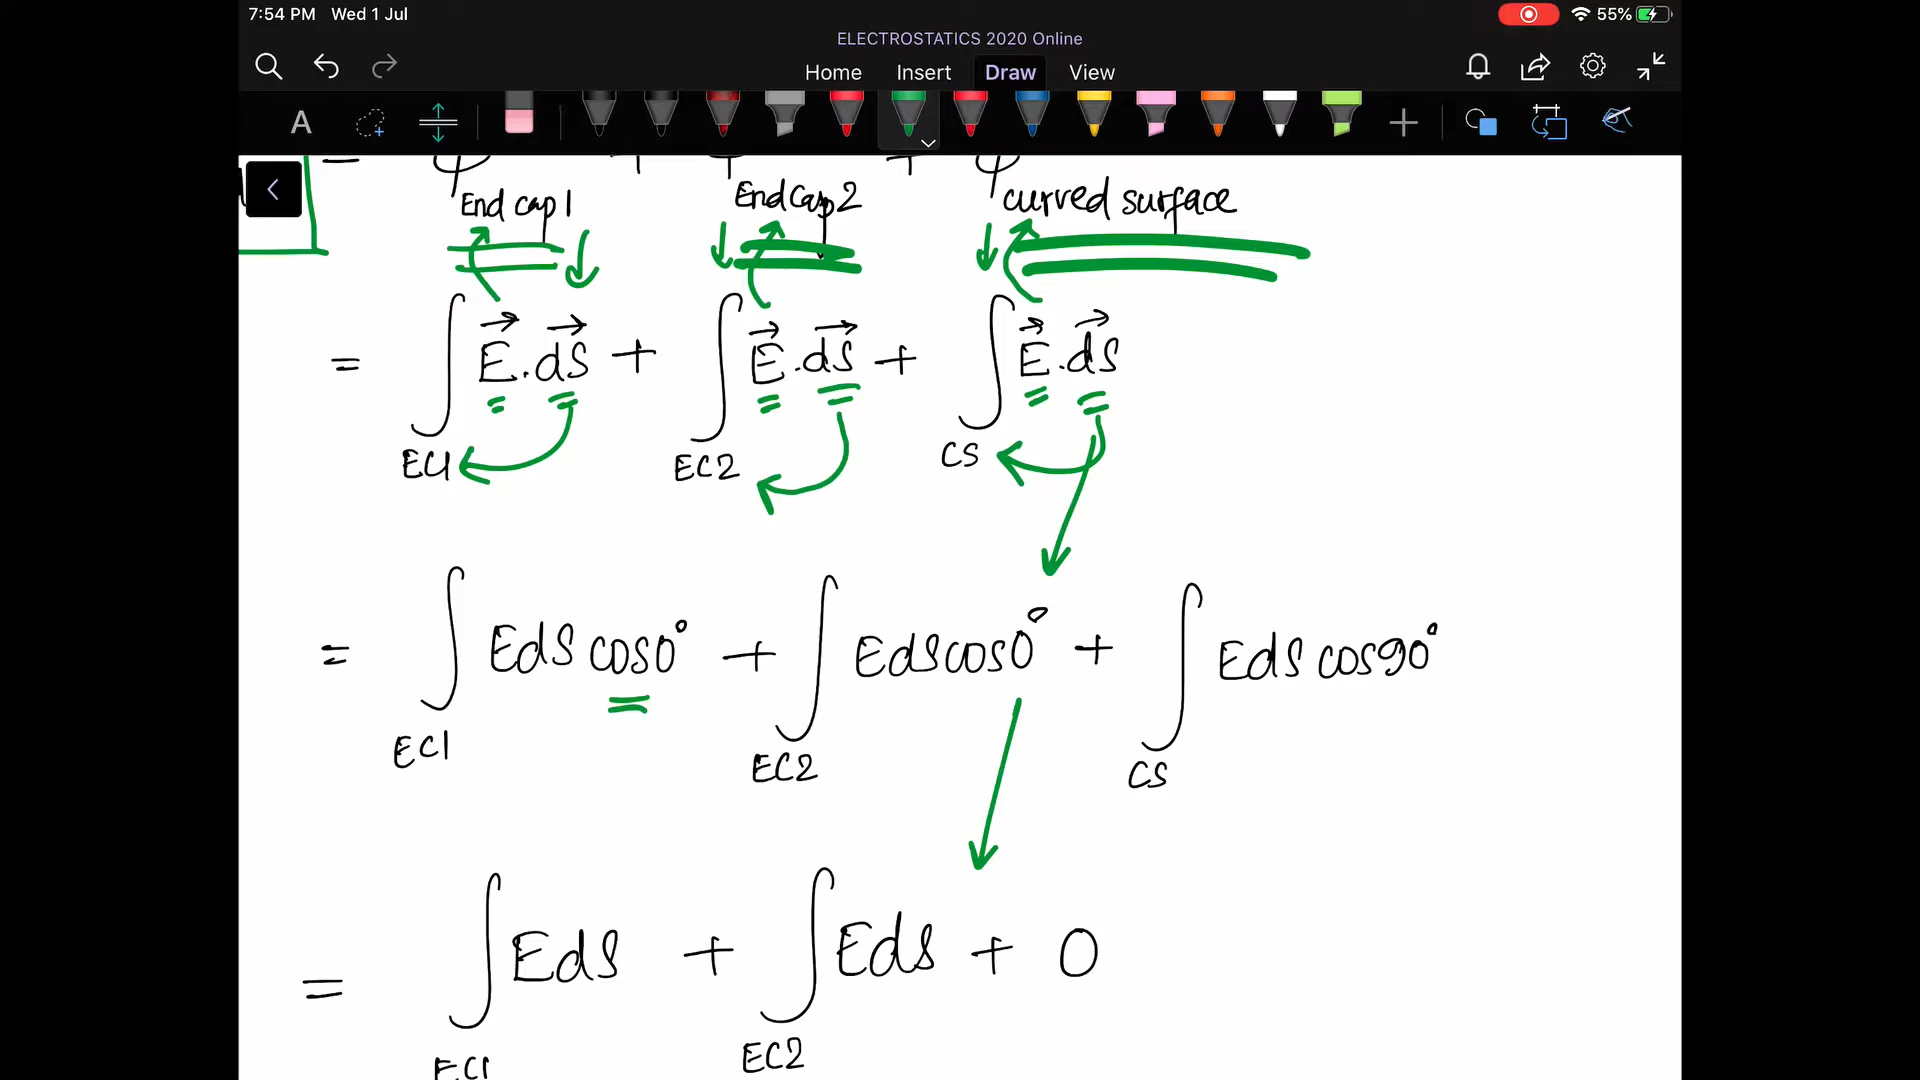 7:54 PM Wed 1 Jul 55%
ELECTROSTATICS 2020 Online
Home Insert Draw View
A
= φ + φ + φ
End cap 1 End cap 2 curved surface
= ∫ E⃗ . dS⃗ + ∫ E⃗ . dS⃗ + ∫ E⃗ . dS⃗
EC1 EC2 CS
= ∫ EdS cos0° + ∫ EdS cos0° + ∫ EdS cos90°
EC1 EC2 CS
= ∫ EdS + ∫ EdS + 0
EC1 EC2